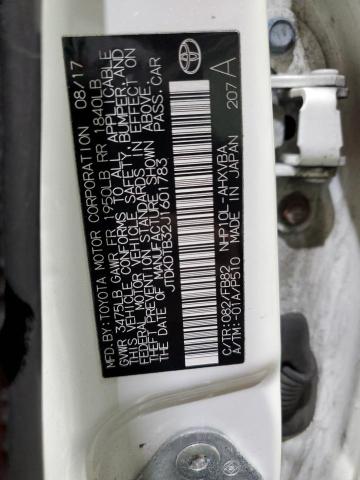 MFD.BY:TOYOTA MOTOR CORPORATION 08/17
GVWR 3475LB GAWR FR 1950LB RR 1840LB
THIS VEHICLE CONFORMS TO ALL APPLICABLE
FEDERAL MOTOR VEHICLE SAFETY, BUMPER, AND
THEFT PREVENTION STANDARDS IN EFFECT ON
THE DATE OF MANUFACTURE SHOWN ABOVE.
JTDKDTB32J1601783 PASS.CAR
C/TR:C82/FB82 NHP10L-AHXVBA
A/TM:-01A/P510 MADE IN JAPAN
207 A